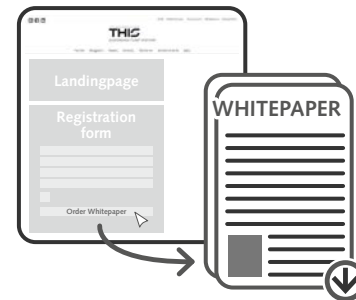 THIS
Landingpage
Registration
form
Order Whitepaper
WHITEPAPER